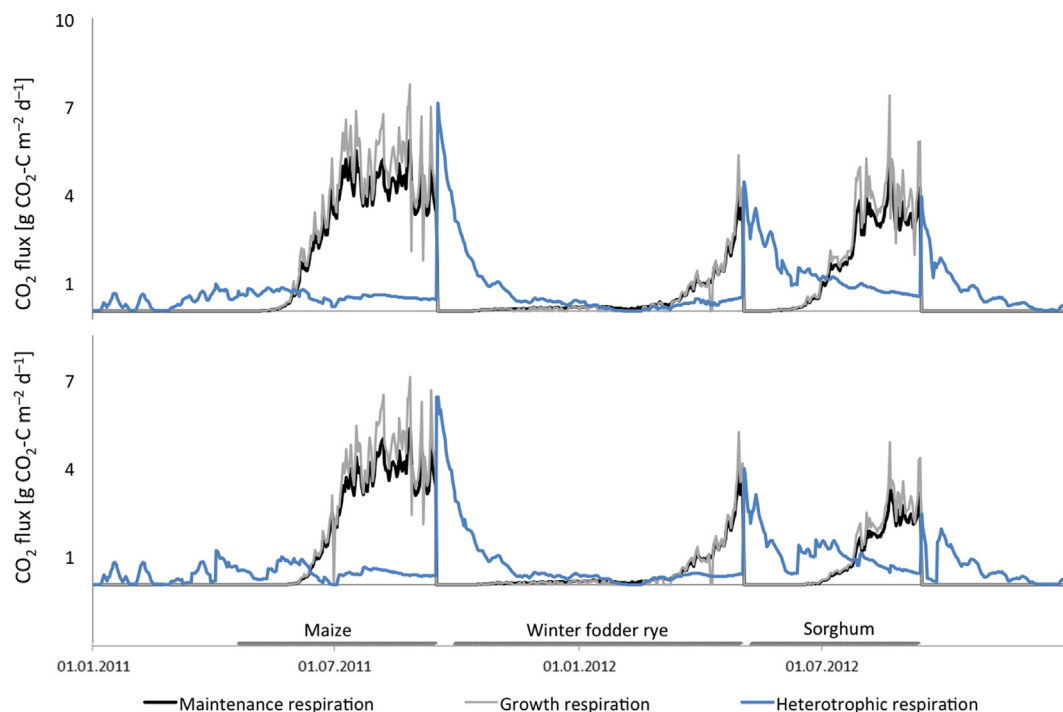 10
7
4
1
CO₂ flux [g CO₂-C m⁻² d⁻¹]
7
4
1
CO₂ flux [g CO₂-C m⁻² d⁻¹]
Maize Winter fodder rye Sorghum
01.01.2011 01.07.2011 01.01.2012 01.07.2012
Maintenance respiration Growth respiration Heterotrophic respiration